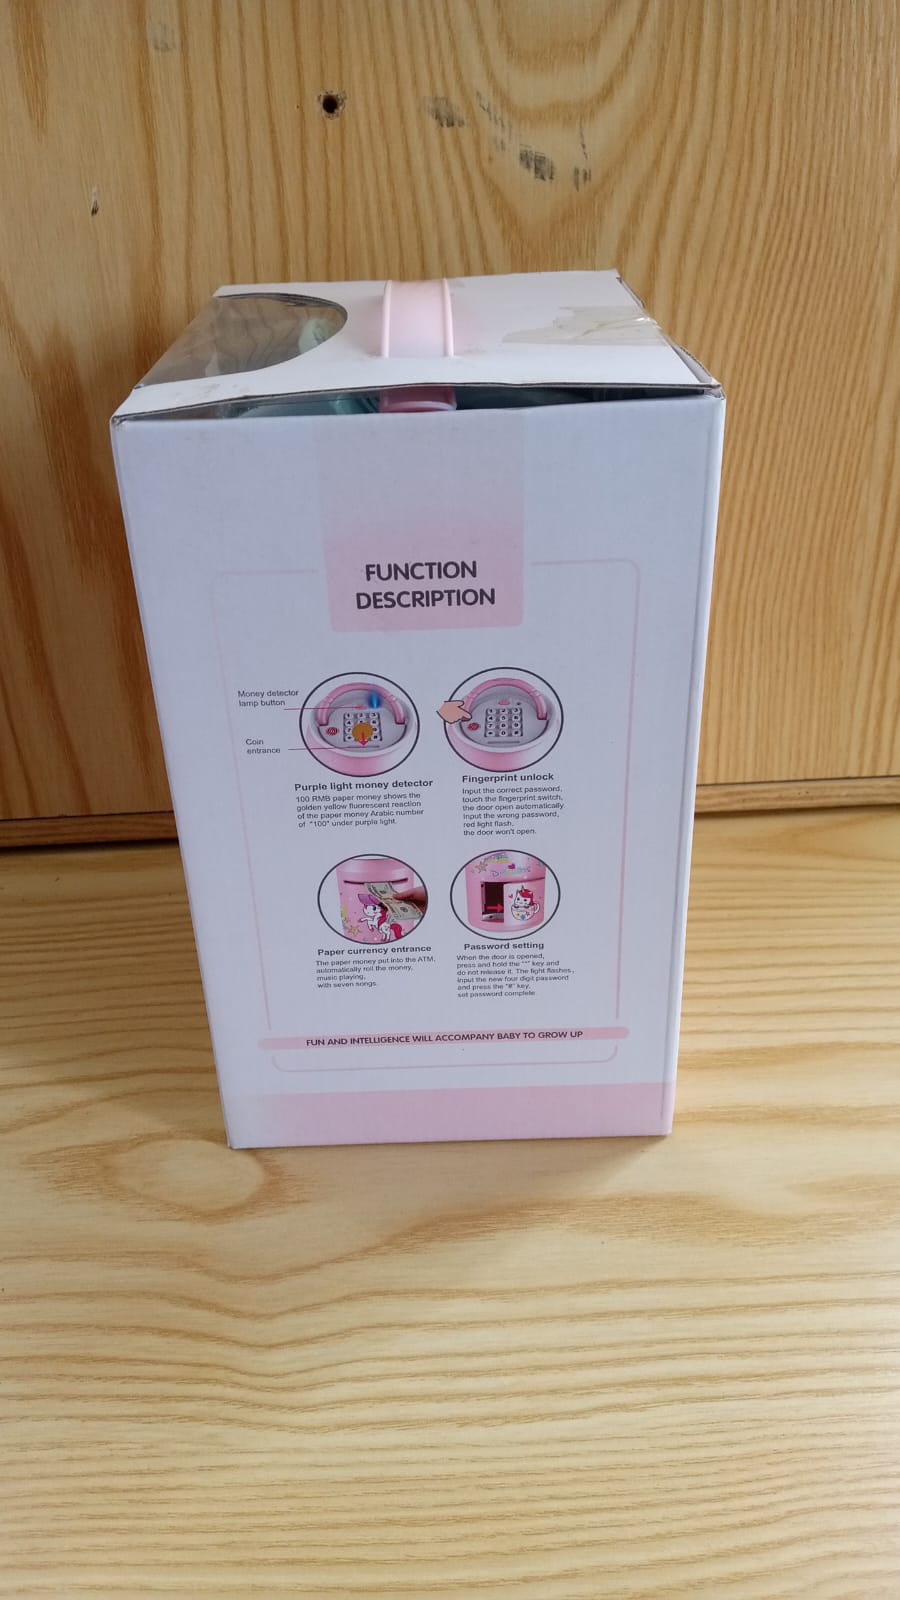 FUNCTION
DESCRIPTION
Money detector
lamp button
Coin
entrance
Purple light money detector
100 RMB paper money shows the
golden yellow fluorescent reaction
of the paper money Arabic number
of "100" under purple light.
Fingerprint unlock
Input the correct password,
touch the fingerprint switch,
the door open automatically.
Input the wrong password,
red light flash,
the door won't open.
Paper currency entrance
The paper money put into the ATM,
automatically roll the money,
music playing,
with seven songs.
Password setting
When the door is opened,
press and hold the "*" key and
do not release it. The light flashes,
input the new four digit password
and press the "#" key,
set password complete.
FUN AND INTELLIGENCE WILL ACCOMPANY BABY TO GROW UP